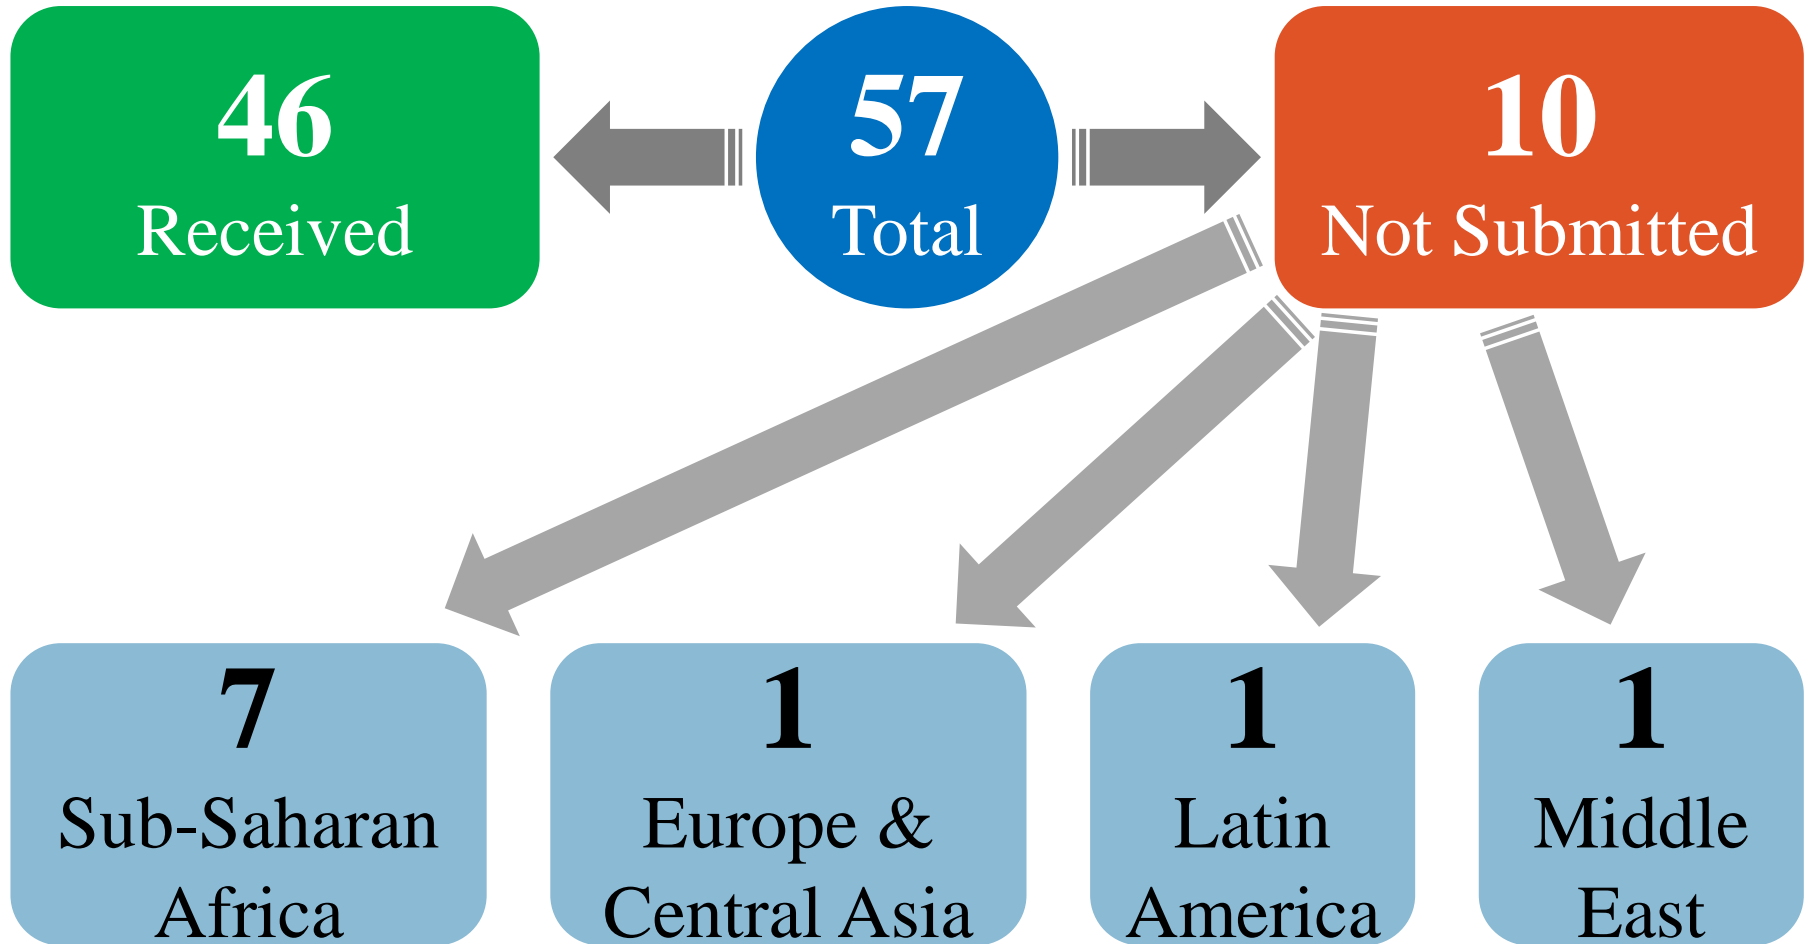 46
Received
57
Total
10
Not Submitted
7
Sub-Saharan
Africa
1
Europe &
Central Asia
1
Latin
America
1
Middle
East